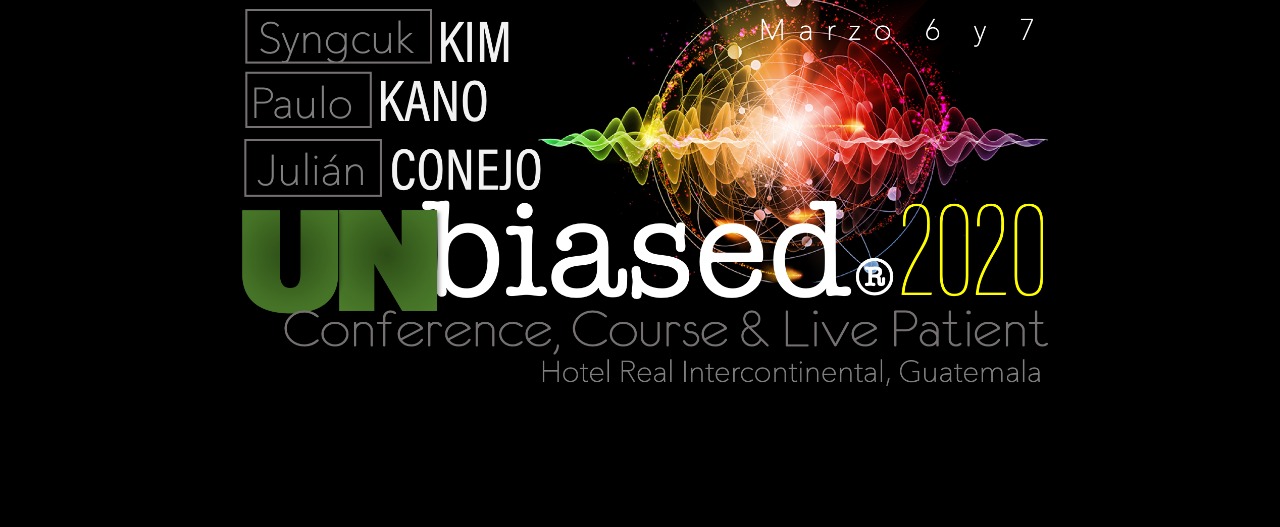 Syngcuk KIM
Marzo 6 y 7
Paulo KANO
Julián CONEJO
UNbiased® 2020
Conference, Course & Live Patient
Hotel Real Intercontinental, Guatemala